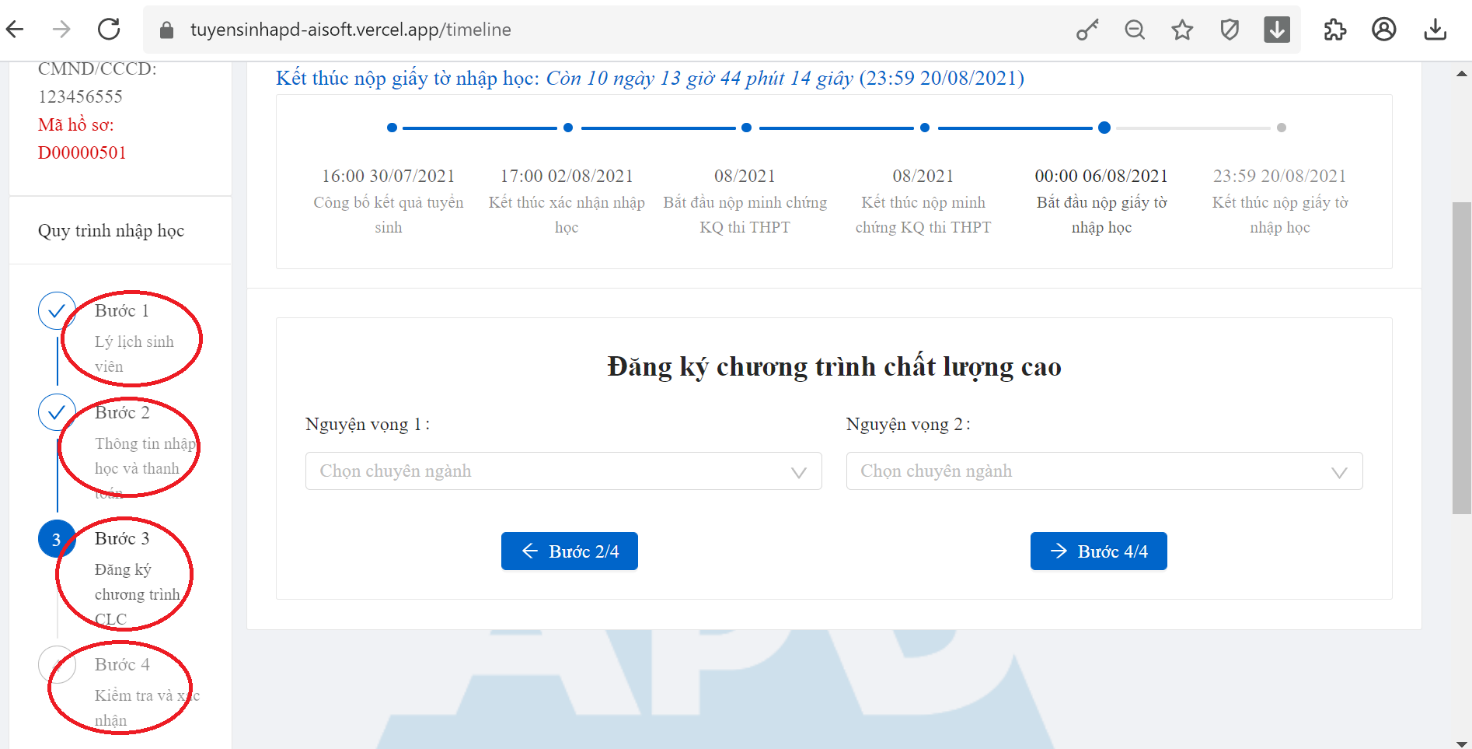 tuyensinhapd-aisoft.vercel.app/timeline
CMND/CCCD:
123456555
Mã hồ sơ:
D00000501
Quy trình nhập học
Bước 1
Lý lịch sinh
viên
Bước 2
Thông tin nhập
học và thanh
toán
3
Bước 3
Đăng ký
chương trình
CLC
Bước 4
Kiểm tra và xác
nhận
Kết thúc nộp giấy tờ nhập học: Còn 10 ngày 13 giờ 44 phút 14 giây (23:59 20/08/2021)
16:00 30/07/2021
Công bố kết quả tuyển
sinh
17:00 02/08/2021
Kết thúc xác nhận nhập
học
08/2021
Bắt đầu nộp minh chứng
KQ thi THPT
08/2021
Kết thúc nộp minh
chứng KQ thi THPT
00:00 06/08/2021
Bắt đầu nộp giấy tờ
nhập học
23:59 20/08/2021
Kết thúc nộp giấy tờ
nhập học
Đăng ký chương trình chất lượng cao
Nguyện vọng 1:
Chọn chuyên ngành
Nguyện vọng 2:
Chọn chuyên ngành
Bước 2/4
Bước 4/4
APD